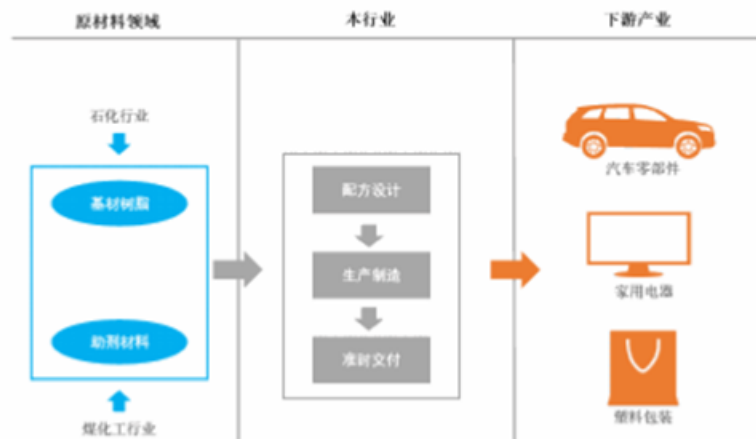 原材料领域
本行业
下游产业
石化行业
基材树脂
助剂材料
煤化工行业
配方设计
生产制造
准时交付
汽车零部件
家用电器
塑料包装